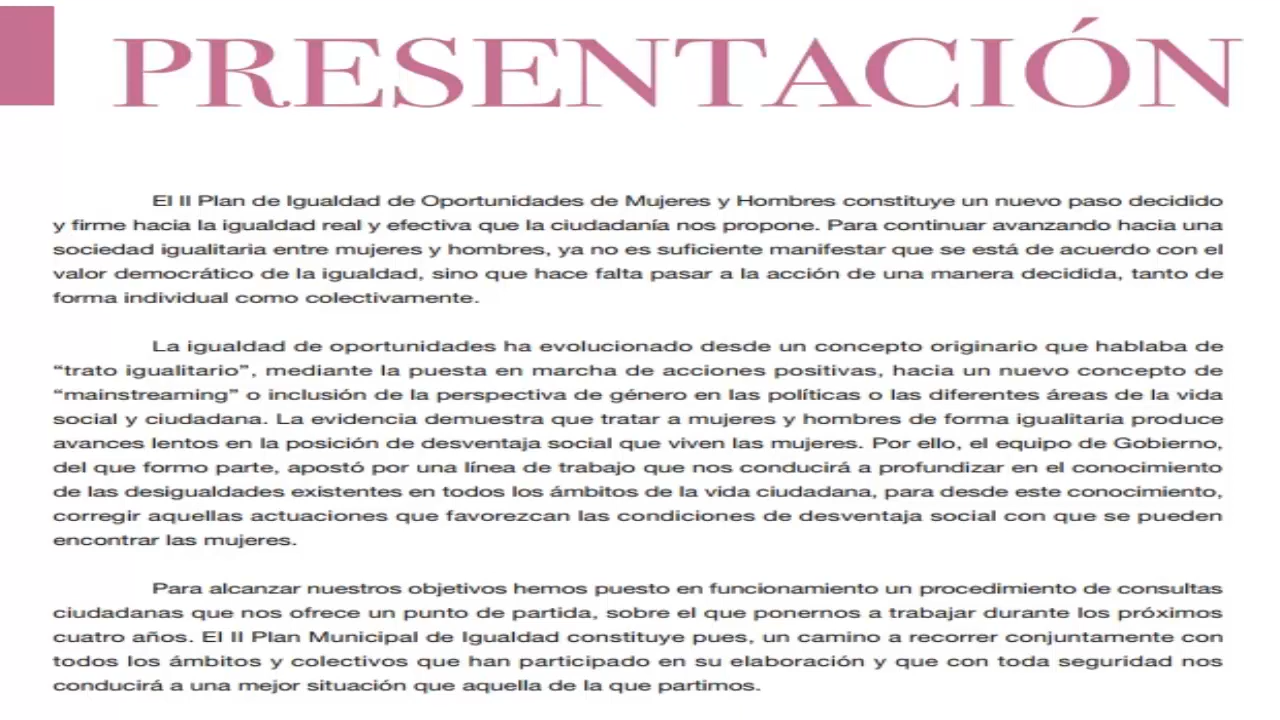 PRESENTACIÓN
El II Plan de Igualdad de Oportunidades de Mujeres y Hombres constituye un nuevo paso decidido
y firme hacia la igualdad real y efectiva que la ciudadanía nos propone. Para continuar avanzando hacia una
sociedad igualitaria entre mujeres y hombres, ya no es suficiente manifestar que se está de acuerdo con el
valor democrático de la igualdad, sino que hace falta pasar a la acción de una manera decidida, tanto de
forma individual como colectivamente.
La igualdad de oportunidades ha evolucionado desde un concepto originario que hablaba de
“trato igualitario”, mediante la puesta en marcha de acciones positivas, hacia un nuevo concepto de
“mainstreaming” o inclusión de la perspectiva de género en las políticas o las diferentes áreas de la vida
social y ciudadana. La evidencia demuestra que tratar a mujeres y hombres de forma igualitaria produce
avances lentos en la posición de desventaja social que viven las mujeres. Por ello, el equipo de Gobierno,
del que formo parte, apostó por una línea de trabajo que nos conducirá a profundizar en el conocimiento
de las desigualdades existentes en todos los ámbitos de la vida ciudadana, para desde este conocimiento,
corregir aquellas actuaciones que favorezcan las condiciones de desventaja social con que se pueden
encontrar las mujeres.
Para alcanzar nuestros objetivos hemos puesto en funcionamiento un procedimiento de consultas
ciudadanas que nos ofrece un punto de partida, sobre el que ponernos a trabajar durante los próximos
cuatro años. El II Plan Municipal de Igualdad constituye pues, un camino a recorrer conjuntamente con
todos los ámbitos y colectivos que han participado en su elaboración y que con toda seguridad nos
conducirá a una mejor situación que aquella de la que partimos.